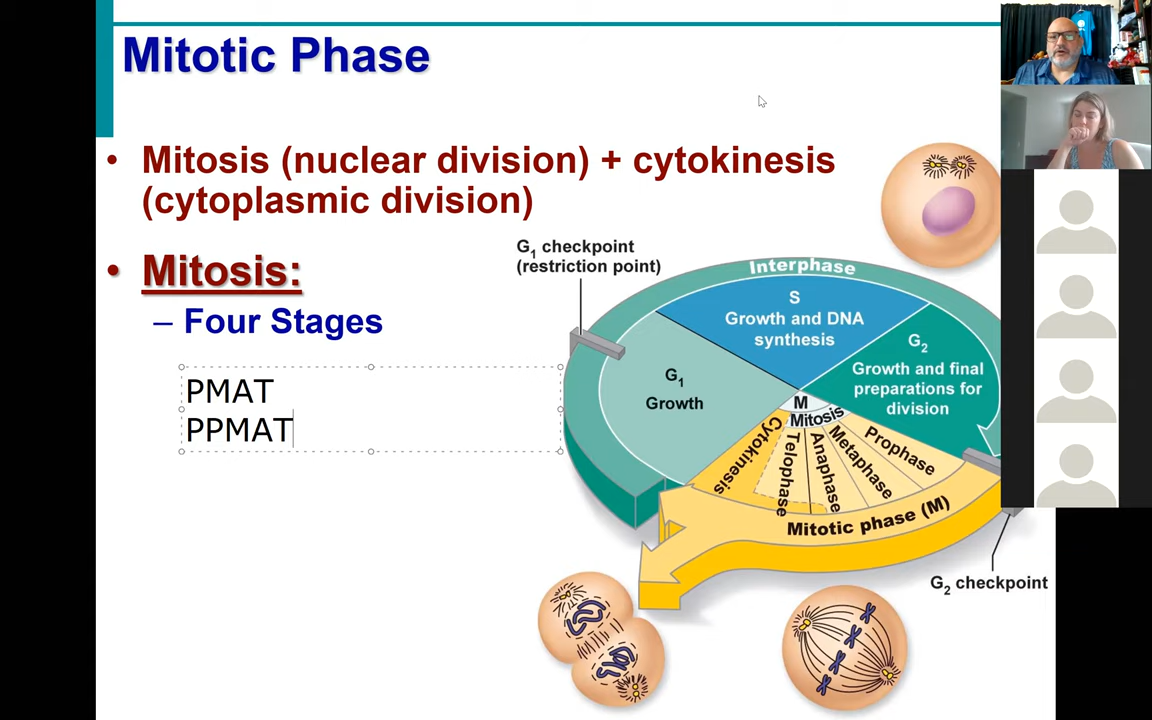 Mitotic Phase
• Mitosis (nuclear division) + cytokinesis
(cytoplasmic division)
• Mitosis:
– Four Stages
PMAT
PPMAT
G1 checkpoint
(restriction point)
Interphase
S
Growth and DNA
synthesis
G1
Growth
G2
Growth and final
preparations for
division
M
Mitosis
Cytokinesis
Telophase
Anaphase
Metaphase
Prophase
Mitotic phase (M)
G2 checkpoint